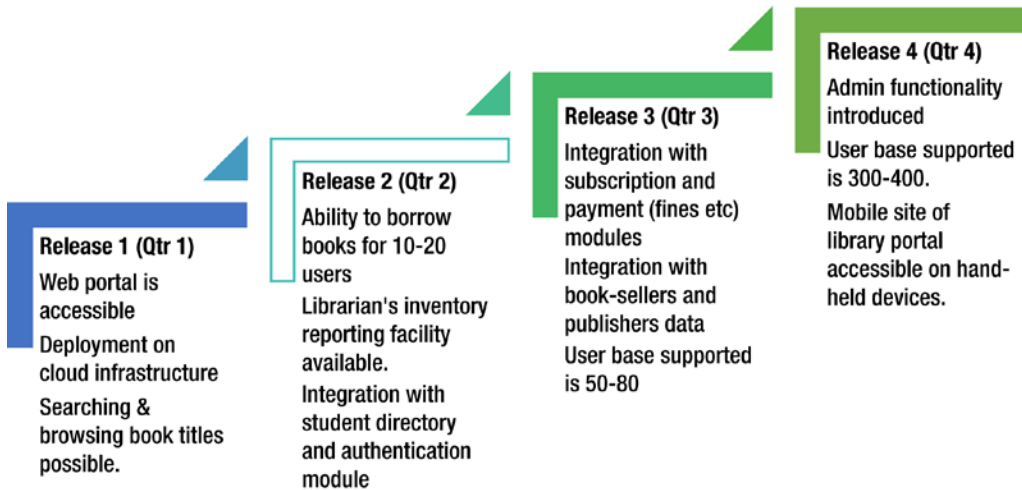 Release 1 (Qtr 1)
Web portal is
accessible
Deployment on
cloud infrastructure
Searching &
browsing book titles
possible.
Release 2 (Qtr 2)
Ability to borrow
books for 10-20
users
Librarian's inventory
reporting facility
available.
Integration with
student directory
and authentication
module
Release 3 (Qtr 3)
Integration with
subscription and
payment (fines etc)
modules
Integration with
book-sellers and
publishers data
User base supported
is 50-80
Release 4 (Qtr 4)
Admin functionality
introduced
User base supported
is 300-400.
Mobile site of
library portal
accessible on hand-
held devices.